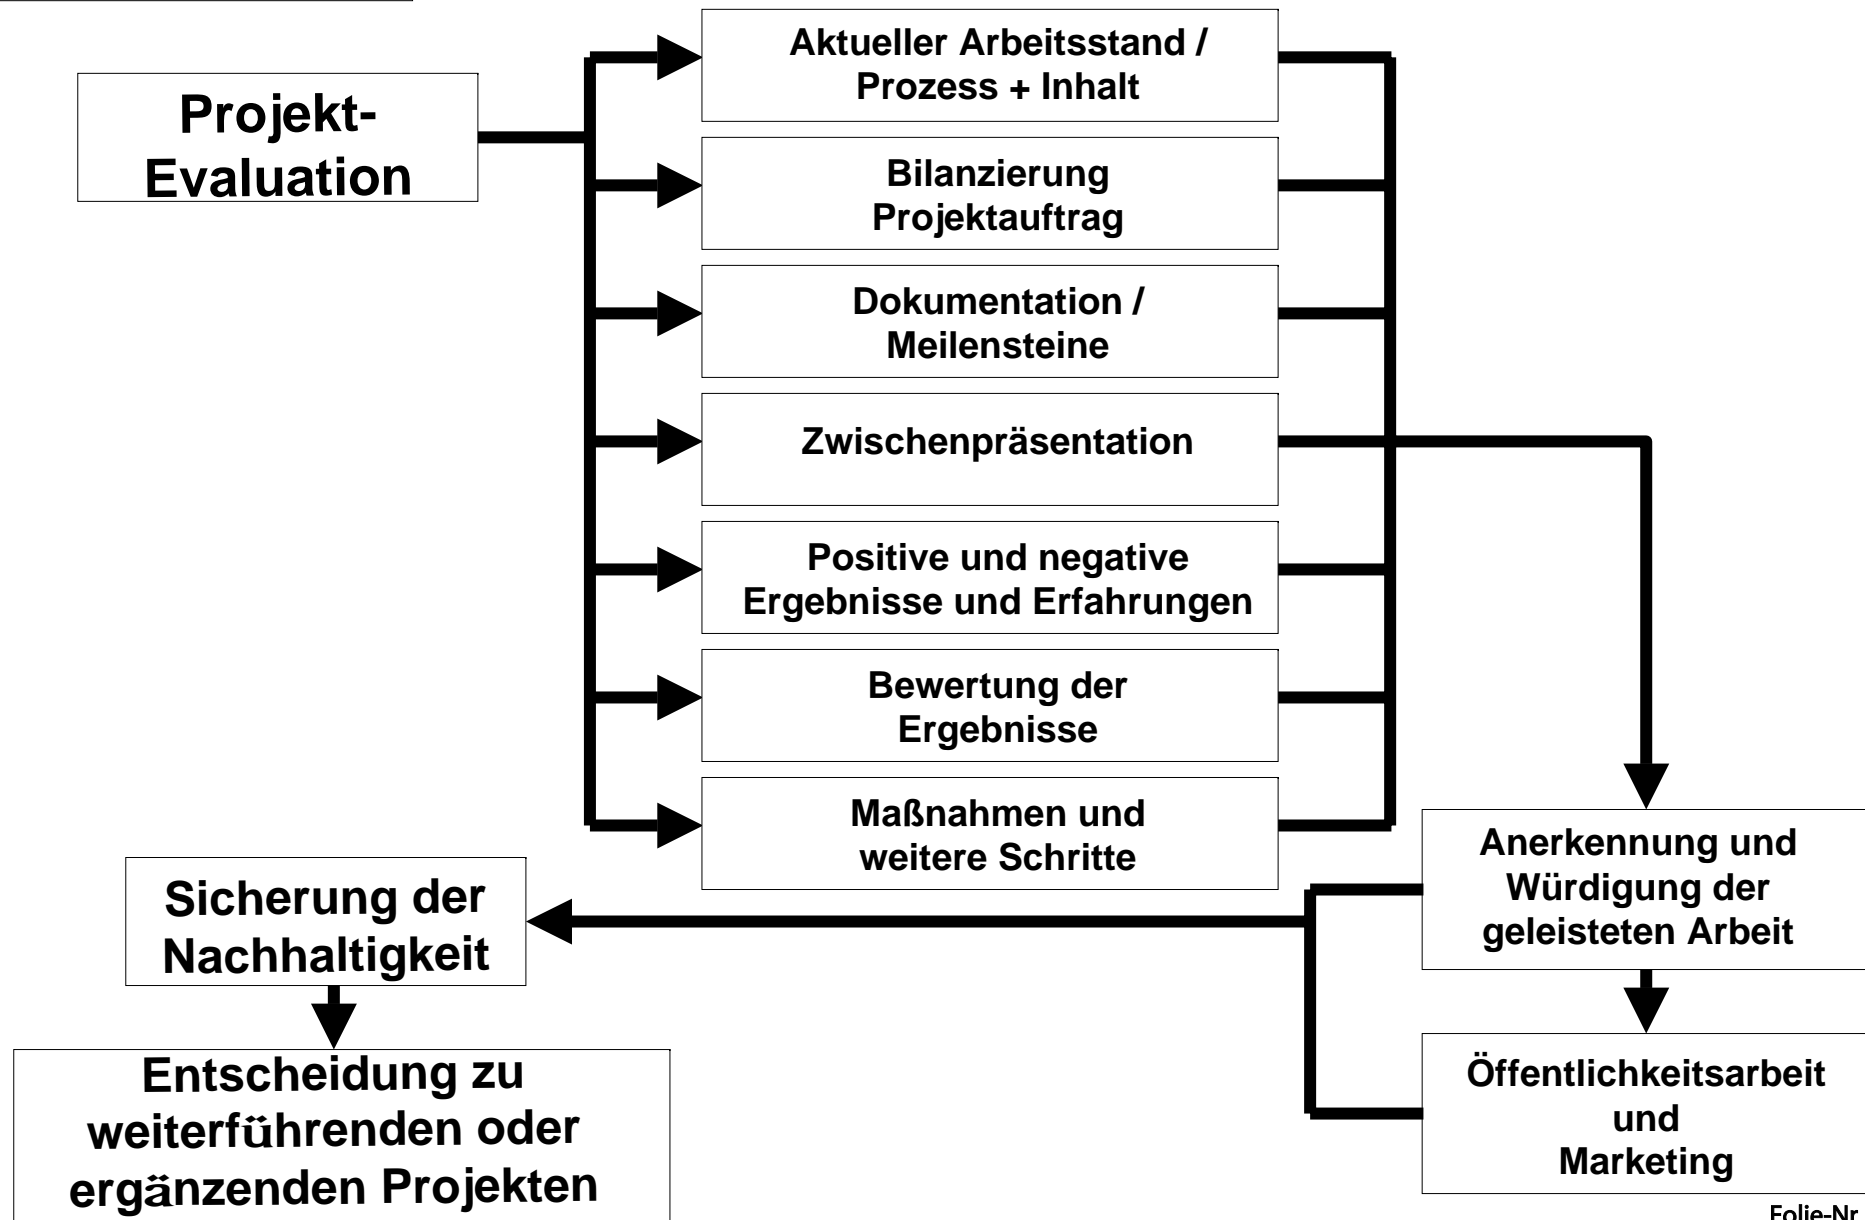 Projekt-
Evaluation
Aktueller Arbeitsstand /
Prozess + Inhalt
Bilanzierung
Projektauftrag
Dokumentation /
Meilensteine
Zwischenpräsentation
Positive und negative
Ergebnisse und Erfahrungen
Bewertung der
Ergebnisse
Maßnahmen und
weitere Schritte
Anerkennung und
Würdigung der
geleisteten Arbeit
Öffentlichkeitsarbeit
und
Marketing
Sicherung der
Nachhaltigkeit
Entscheidung zu
weiterführenden oder
ergänzenden Projekten
Folie-Nr